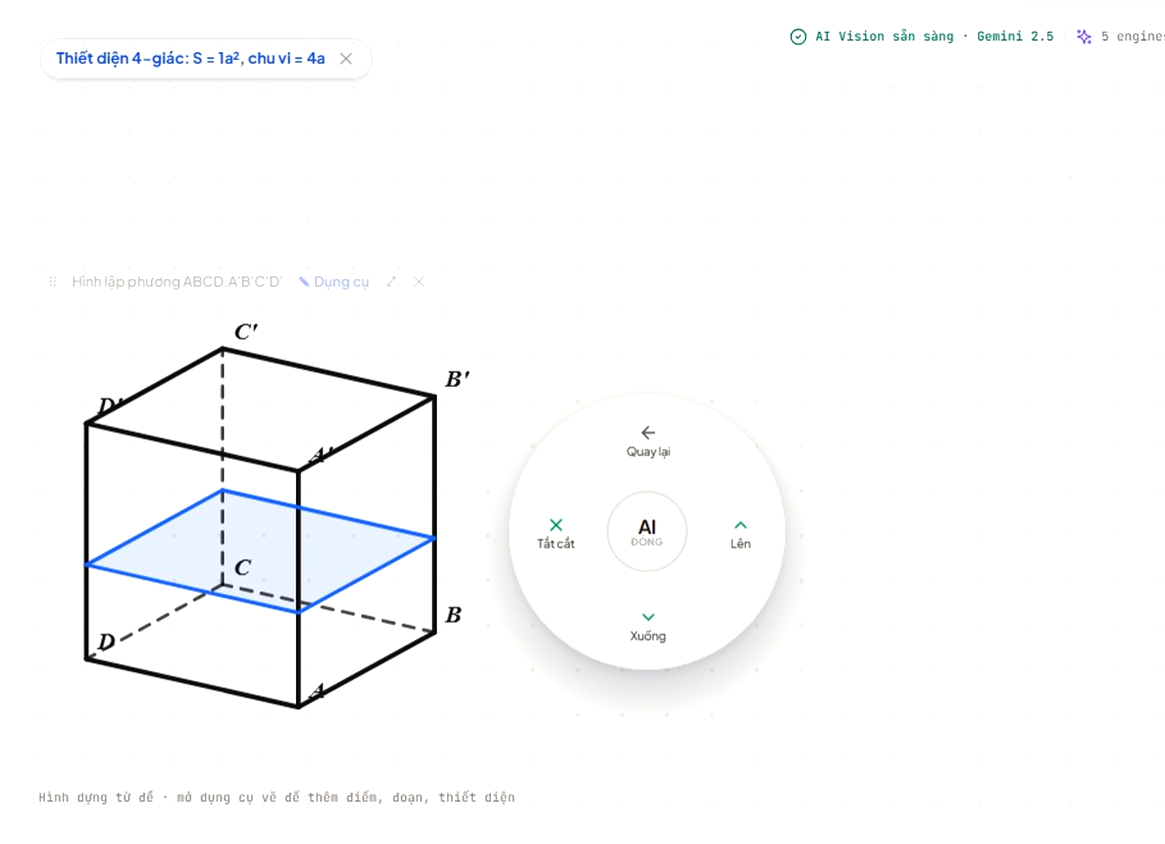 AI Vision sẵn sàng · Gemini 2.5
5 engines
Thiết diện 4-giác: S = 1a², chu vi = 4a
Hình lập phương ABCD.A'B'C'D'
Dụng cụ
C'
B'
D'
A'
Quay lại
AI
ĐÓNG
Tắt cắt
Lên
C
Xuống
B
D
A
Hình dựng từ đề · mở dụng cụ vẽ để thêm điểm, đoạn, thiết diện